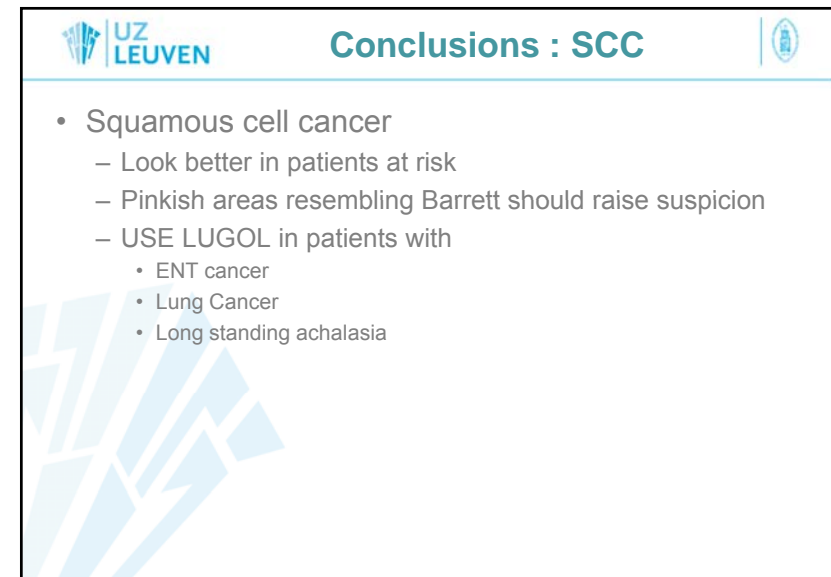 UZ
LEUVEN
Conclusions : SCC
• Squamous cell cancer
– Look better in patients at risk
– Pinkish areas resembling Barrett should raise suspicion
– USE LUGOL in patients with
• ENT cancer
• Lung Cancer
• Long standing achalasia